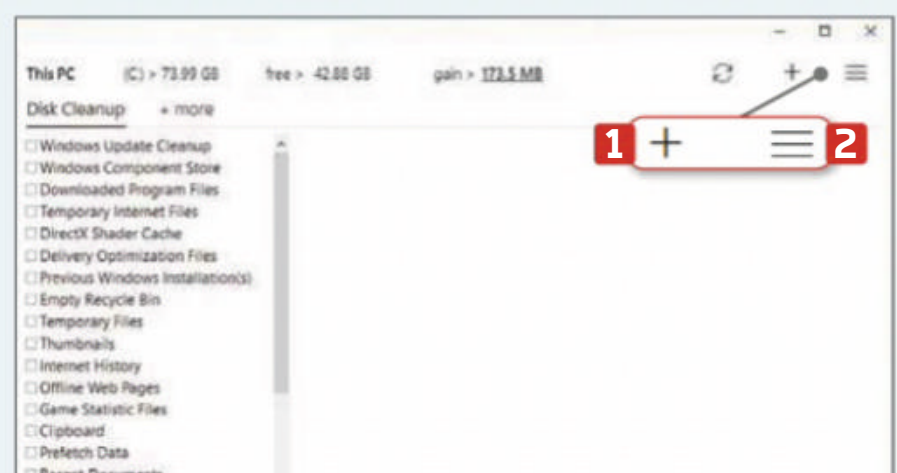 This PC (C:) > 73.99 GB free > 42.88 GB gain > 173.5 MB
Disk Cleanup + more
1 2
Windows Update Cleanup
Windows Component Store
Downloaded Program Files
Temporary Internet Files
DirectX Shader Cache
Delivery Optimization Files
Previous Windows Installation(s)
Empty Recycle Bin
Temporary Files
Thumbnails
Internet History
Offline Web Pages
Game Statistic Files
Clipboard
Prefetch Data
Recent Documents